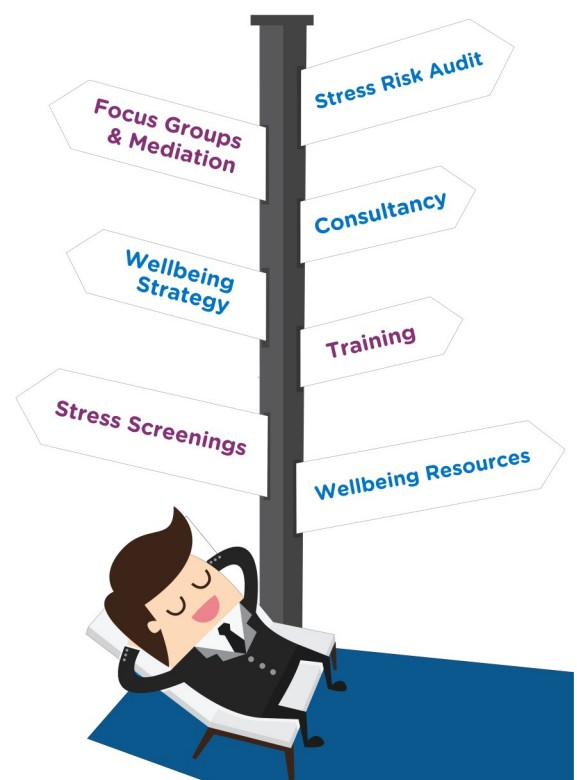 Stress Risk Audit
Focus Groups
& Mediation
Consultancy
Wellbeing
Strategy
Training
Stress Screenings
Wellbeing Resources